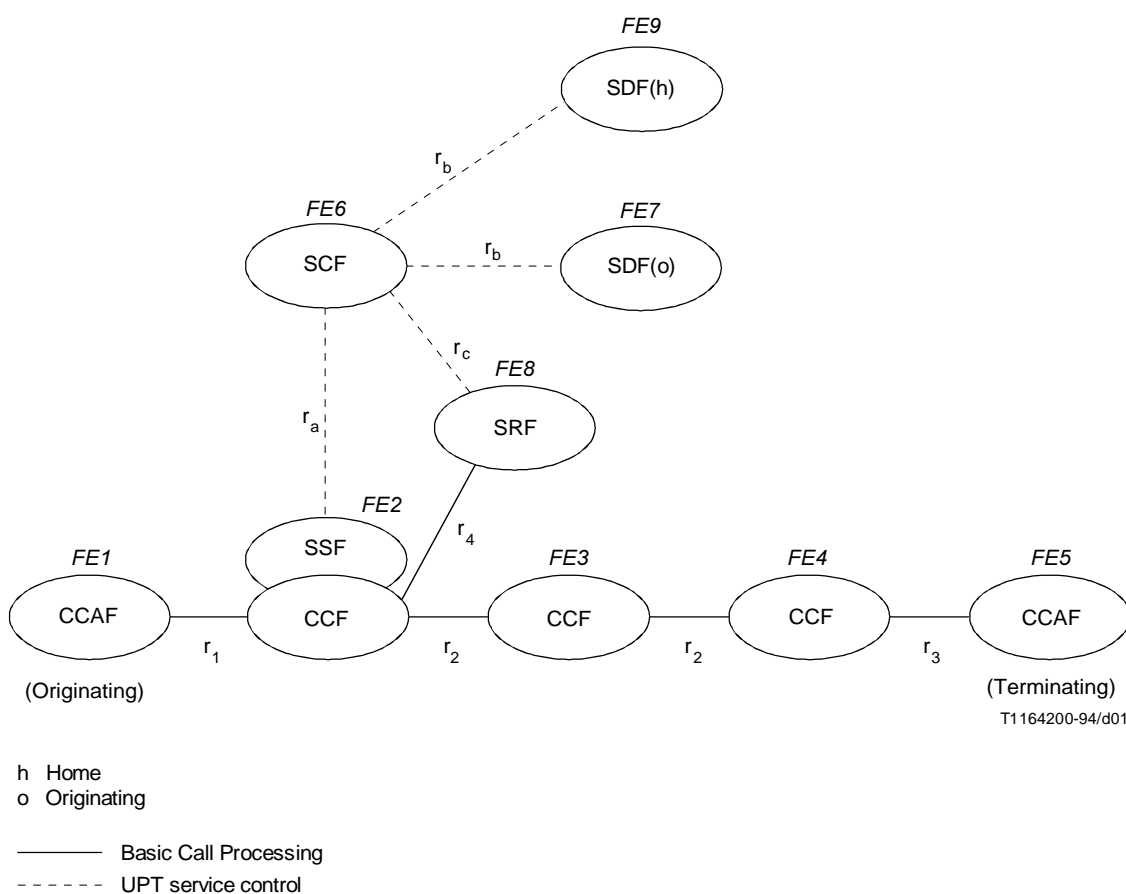 FE9
SDF(h)
r_b
FE6
FE7
SCF
r_b
SDF(o)
r_c
FE8
r_a
SRF
FE2
SSF
r_4
FE1
FE3
FE4
FE5
CCAF
CCF
CCF
CCF
CCAF
r_1
r_2
r_2
r_3
(Originating)
(Terminating)
T1164200-94/d01
h Home
o Originating
Basic Call Processing
UPT service control